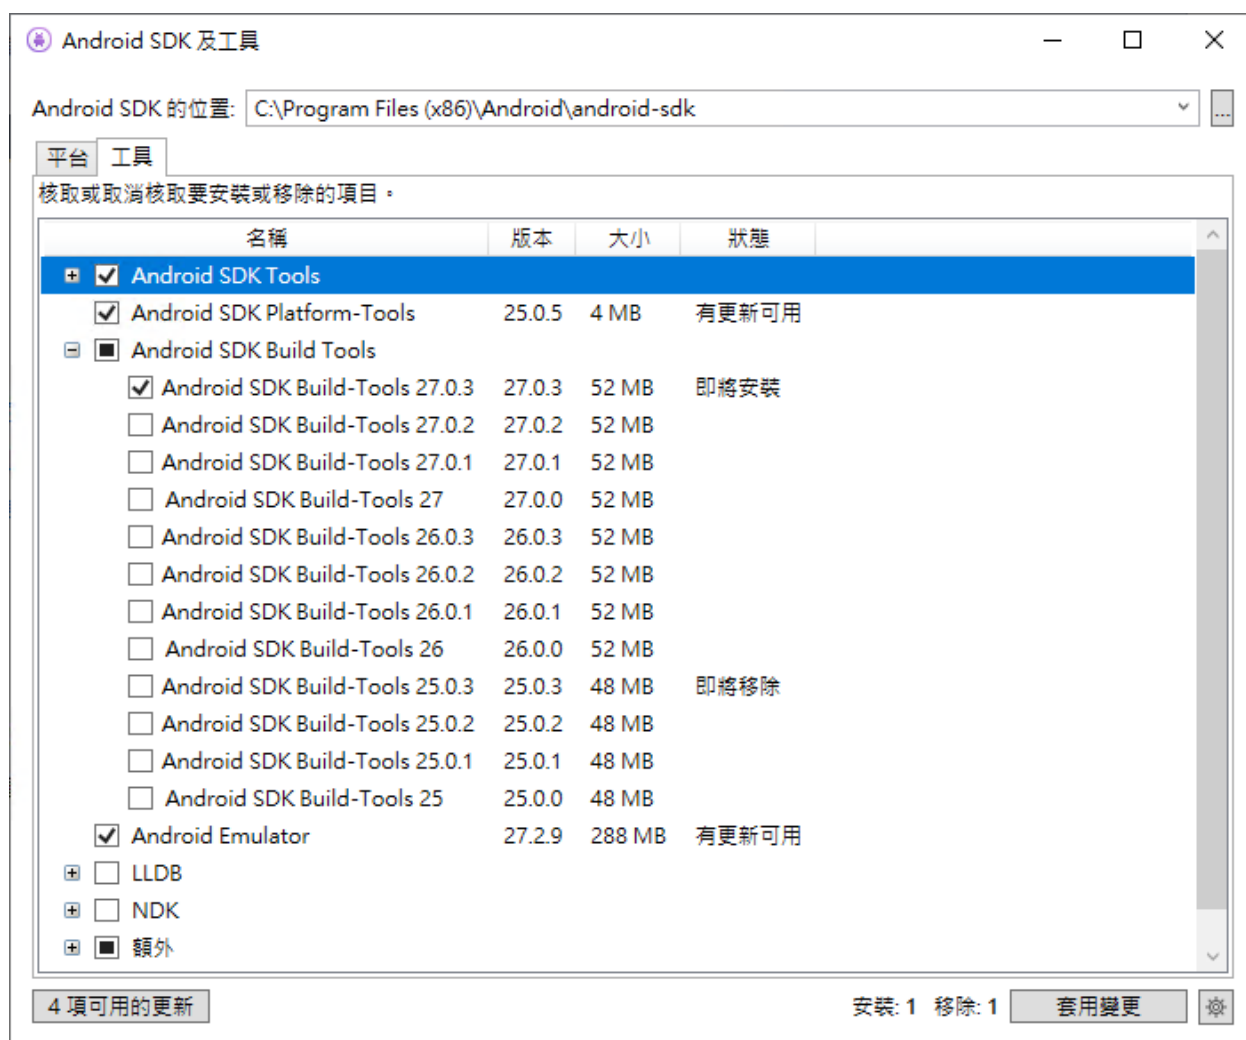 Android SDK 及工具
Android SDK 的位置: C:\Program Files (x86)\Android\android-sdk ...
平台 工具
核取或取消核取要安裝或移除的項目。
名稱 版本 大小 狀態
Android SDK Tools
Android SDK Platform-Tools 25.0.5 4 MB 有更新可用
Android SDK Build Tools
Android SDK Build-Tools 27.0.3 27.0.3 52 MB 即將安裝
Android SDK Build-Tools 27.0.2 27.0.2 52 MB
Android SDK Build-Tools 27.0.1 27.0.1 52 MB
Android SDK Build-Tools 27 27.0.0 52 MB
Android SDK Build-Tools 26.0.3 26.0.3 52 MB
Android SDK Build-Tools 26.0.2 26.0.2 52 MB
Android SDK Build-Tools 26.0.1 26.0.1 52 MB
Android SDK Build-Tools 26 26.0.0 52 MB
Android SDK Build-Tools 25.0.3 25.0.3 48 MB 即將移除
Android SDK Build-Tools 25.0.2 25.0.2 48 MB
Android SDK Build-Tools 25.0.1 25.0.1 48 MB
Android SDK Build-Tools 25 25.0.0 48 MB
Android Emulator 27.2.9 288 MB 有更新可用
LLDB
NDK
額外
4 項可用的更新 安裝: 1 移除: 1 套用變更